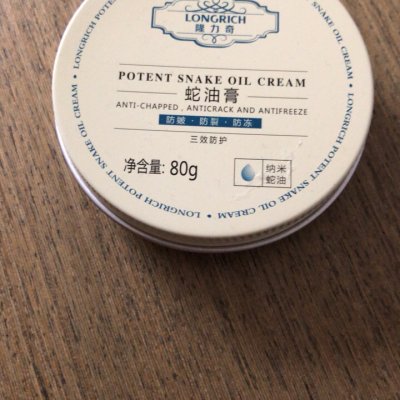 LONGRICH
隆力奇
POTENT SNAKE OIL CREAM
蛇油膏
ANTI-CHAPPED . ANTICRACK AND ANTIFREEZE
防皴·防裂·防冻
三效防护
净含量: 80g
纳米
蛇油
LONGRICH POTENT SNAKE OIL CREAM
LONGRICH POTENT SNAKE OIL CREAM